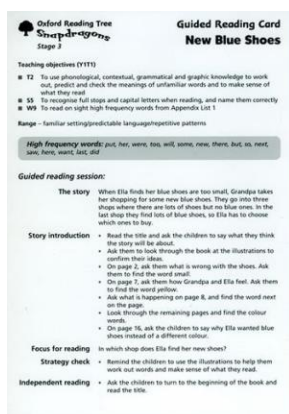 Oxford Reading Tree
Snapdragons
Stage 3
Guided Reading Card
New Blue Shoes
Teaching objectives (Y1T1)
■ T2 To use phonological, contextual, grammatical and graphic knowledge to work
out, predict and check the meanings of unfamiliar words and to make sense of
what they read
■ S5 To recognise full stops and capital letters when reading, and name them correctly
■ W9 To read on sight high frequency words from Appendix List 1
Range – familiar setting/predictable language/repetitive patterns
High frequency words: put, her, were, too, will, some, new, there, but, so, next,
saw, here, want, last, did
Guided reading session:
The story When Ella finds her blue shoes are too small, Grandpa takes
her shopping for some new blue shoes. They go into three
shops where there are lots of shoes but no blue ones. In the
last shop they find lots of blue shoes, so Ella has to choose
which ones to buy.
Story introduction • Read the title and ask the children to say what they think
the story will be about.
• Ask them to look through the book at the illustrations to
confirm their ideas.
• On page 2, ask them what is wrong with the shoes. Ask
them to find the word small.
• On page 7, ask them how Grandpa and Ella feel. Ask them
to find the word yellow.
• Ask what is happening on page 8, and find the word next
on the page.
• Look through the remaining pages and find the colour
words.
• On page 16, ask the children to say why Ella wanted blue
shoes instead of a different colour.
Focus for reading In which shop does Ella find her new shoes?
Strategy check • Remind the children to use the illustrations to help them
work out words and make sense of what they read.
Independent reading • Ask the children to turn to the beginning of the book and
read the title.